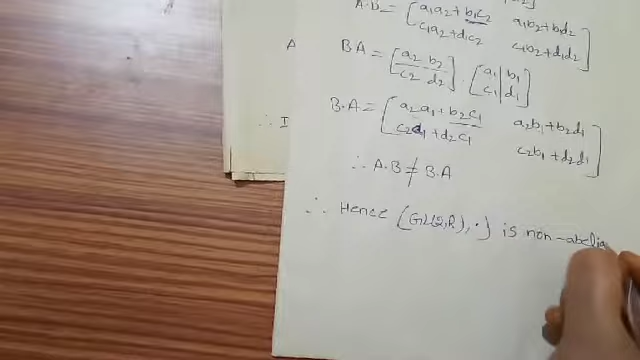 A.B = [a₁a₂ + b₁c₂ a₁b₂ + b₁d₂
c₁a₂ + d₁c₂ c₁b₂ + d₁d₂]
A
BA = [a₂ b₂ c₂ d₂] . [a₁ b₁ c₁ d₁]
B.A = [a₂a₁ + b₂c₁ a₂b₁ + b₂d₁
∴ I
c₂a₁ + d₂c₁ c₂b₁ + d₂d₁]
∴ A.B ≠ B.A
∴ Hence (GL(2,R), .) is non-abelia